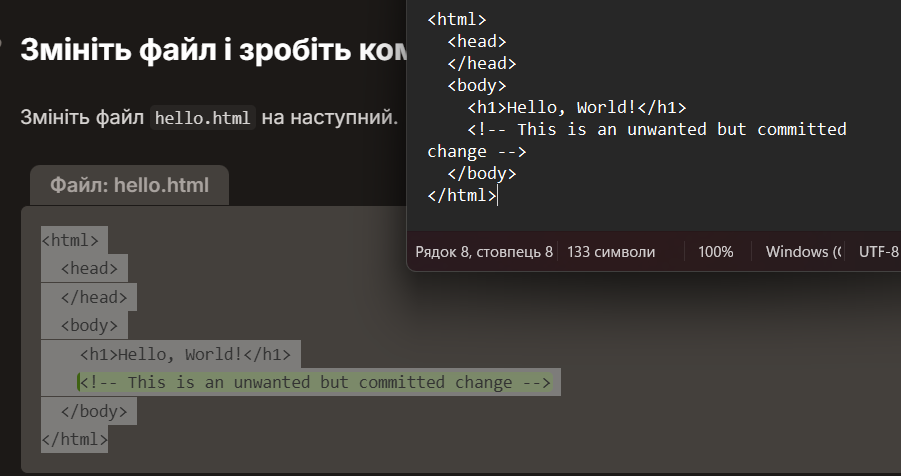 Змініть файл і зробіть ком
Змініть файл hello.html на наступний.
Файл: hello.html
<html>
  <head>
  </head>
  <body>
    <h1>Hello, World!</h1>
    <!-- This is an unwanted but committed change -->
  </body>
</html>
<html>
  <head>
  </head>
  <body>
    <h1>Hello, World!</h1>
    <!-- This is an unwanted but committed
change -->
  </body>
</html>
Рядок 8, стовпець 8 133 символи 100% Windows (( UTF-8